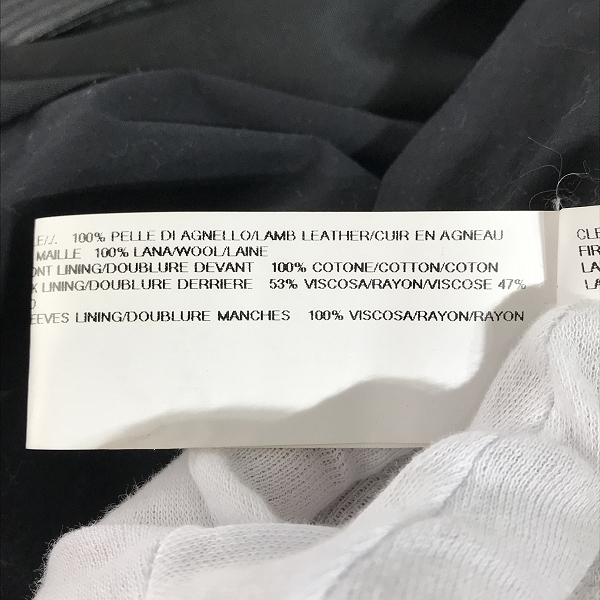 LE//. 100% PELLE DI AGNELLO/LAMB LEATHER/CUIR EN AGNEAU
MAILLE 100% LANA/WOOL/LAINE
ONT LINING/DOUBLURE DEVANT 100% COTONE/COTTON/COTON
K LINING/DOUBLURE DERRIERE 53% VISCOSA/RAYON/VISCOSE 47%
O
EEVES LINING/DOUBLURE MANCHES 100% VISCOSA/RAYON/RAYON
CLE
FIR
LA
LA